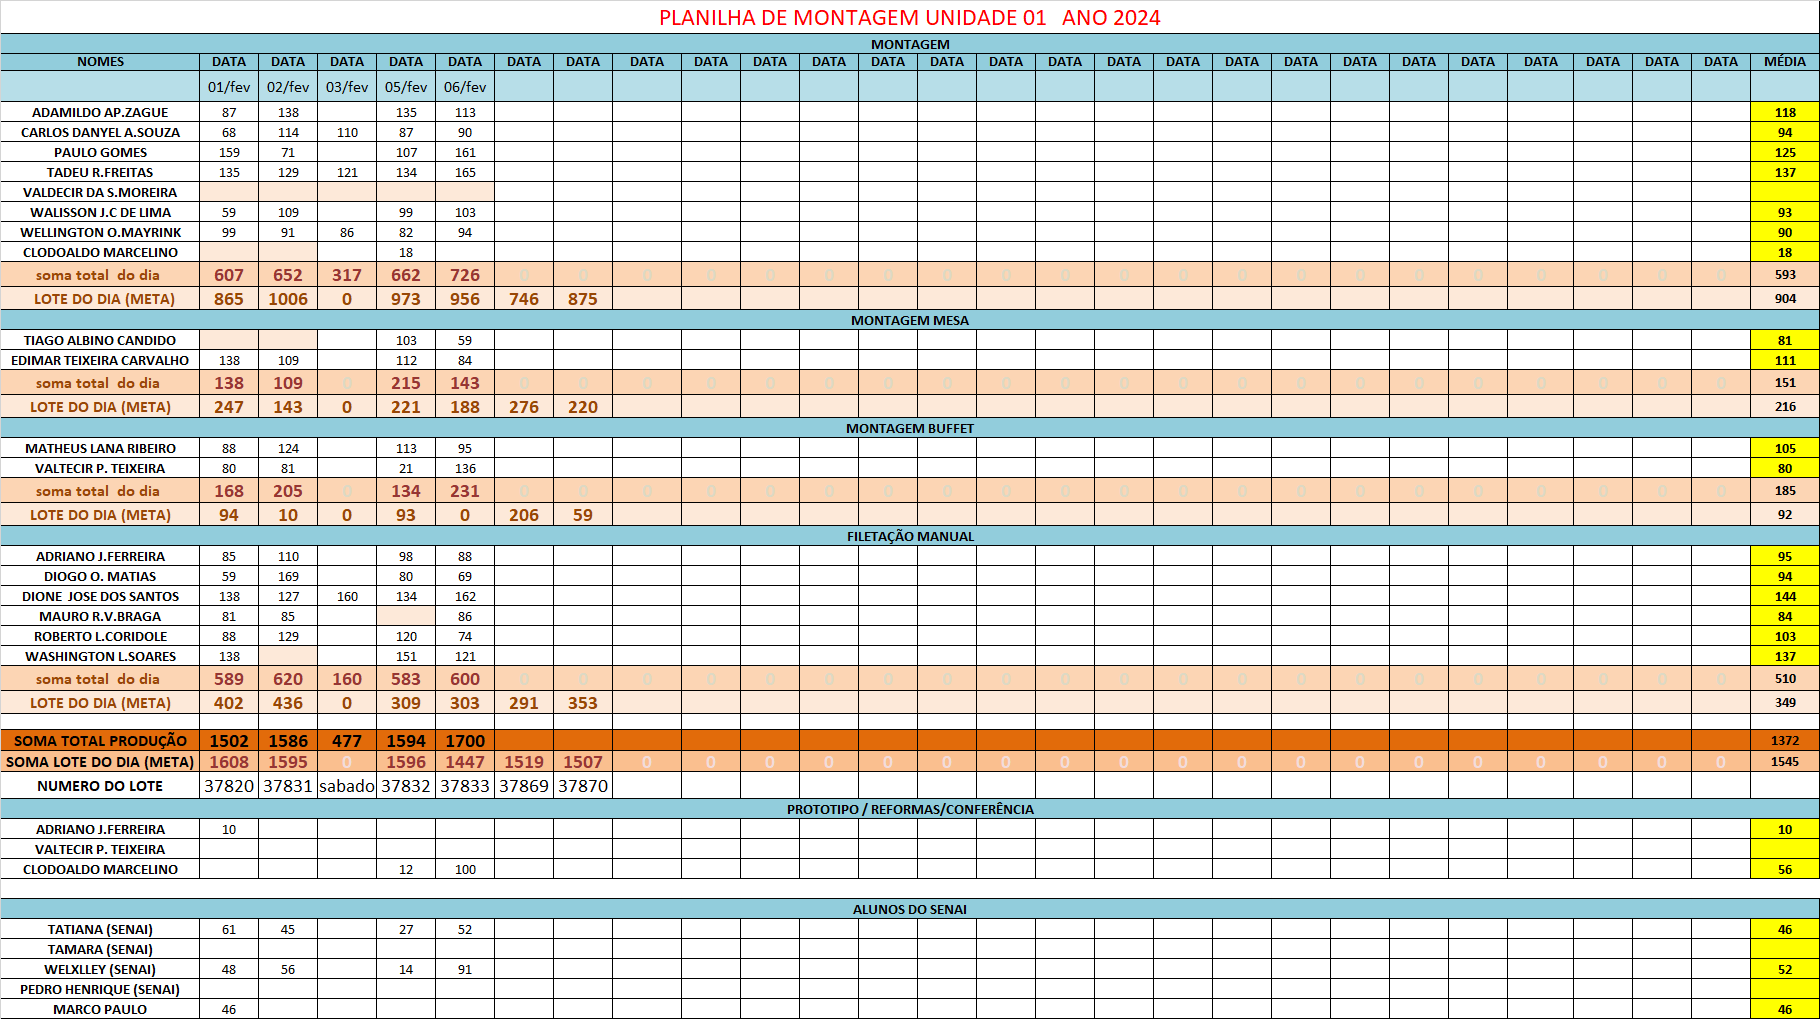 PLANILHA DE MONTAGEM UNIDADE 01 ANO 2024
MONTAGEM
NOMES DATA DATA DATA DATA DATA DATA DATA DATA DATA DATA DATA DATA DATA DATA DATA DATA DATA DATA DATA DATA DATA DATA DATA DATA DATA DATA MÉDIA
01/fev 02/fev 03/fev 05/fev 06/fev
ADAMILDO AP.ZAGUE 87 138 135 113 118
CARLOS DANYEL A.SOUZA 68 114 110 87 90 94
PAULO GOMES 159 71 107 161 125
TADEU R.FREITAS 135 129 121 134 165 137
VALDECIR DA S.MOREIRA
WALISSON J.C DE LIMA 59 109 99 103 93
WELLINGTON O.MAYRINK 99 91 86 82 94 90
CLODOALDO MARCELINO 18 18
soma total do dia 607 652 317 662 726 0 0 0 0 0 0 0 0 0 0 0 0 0 0 0 0 0 0 0 0 0 593
LOTE DO DIA (META) 865 1006 0 973 956 746 875 904
MONTAGEM MESA
TIAGO ALBINO CANDIDO 103 59 81
EDIMAR TEIXEIRA CARVALHO 138 109 112 84 111
soma total do dia 138 109 0 215 143 0 0 0 0 0 0 0 0 0 0 0 0 0 0 0 0 0 0 0 0 0 151
LOTE DO DIA (META) 247 143 0 221 188 276 220 216
MONTAGEM BUFFET
MATHEUS LANA RIBEIRO 88 124 113 95 105
VALTECIR P. TEIXEIRA 80 81 21 136 80
soma total do dia 168 205 0 134 231 0 0 0 0 0 0 0 0 0 0 0 0 0 0 0 0 0 0 0 0 0 185
LOTE DO DIA (META) 94 10 0 93 0 206 59 92
FILETAÇÃO MANUAL
ADRIANO J.FERREIRA 85 110 98 88 95
DIOGO O. MATIAS 59 169 80 69 94
DIONE JOSE DOS SANTOS 138 127 160 134 162 144
MAURO R.V.BRAGA 81 85 86 84
ROBERTO L.CORIDOLE 88 129 120 74 103
WASHINGTON L.SOARES 138 151 121 137
soma total do dia 589 620 160 583 600 0 0 0 0 0 0 0 0 0 0 0 0 0 0 0 0 0 0 0 0 0 510
LOTE DO DIA (META) 402 436 0 309 303 291 353 349
SOMA TOTAL PRODUÇÃO 1502 1586 477 1594 1700 1372
SOMA LOTE DO DIA (META) 1608 1595 0 1596 1447 1519 1507 0 0 0 0 0 0 0 0 0 0 0 0 0 0 0 0 0 0 0 1545
NUMERO DO LOTE 37820 37831 sabado 37832 37833 37869 37870
PROTOTIPO / REFORMAS/CONFERÊNCIA
ADRIANO J.FERREIRA 10 10
VALTECIR P. TEIXEIRA
CLODOALDO MARCELINO 12 100 56
ALUNOS DO SENAI
TATIANA (SENAI) 61 45 27 52 46
TAMARA (SENAI)
WELXLLEY (SENAI) 48 56 14 91 52
PEDRO HENRIQUE (SENAI)
MARCO PAULO 46 46